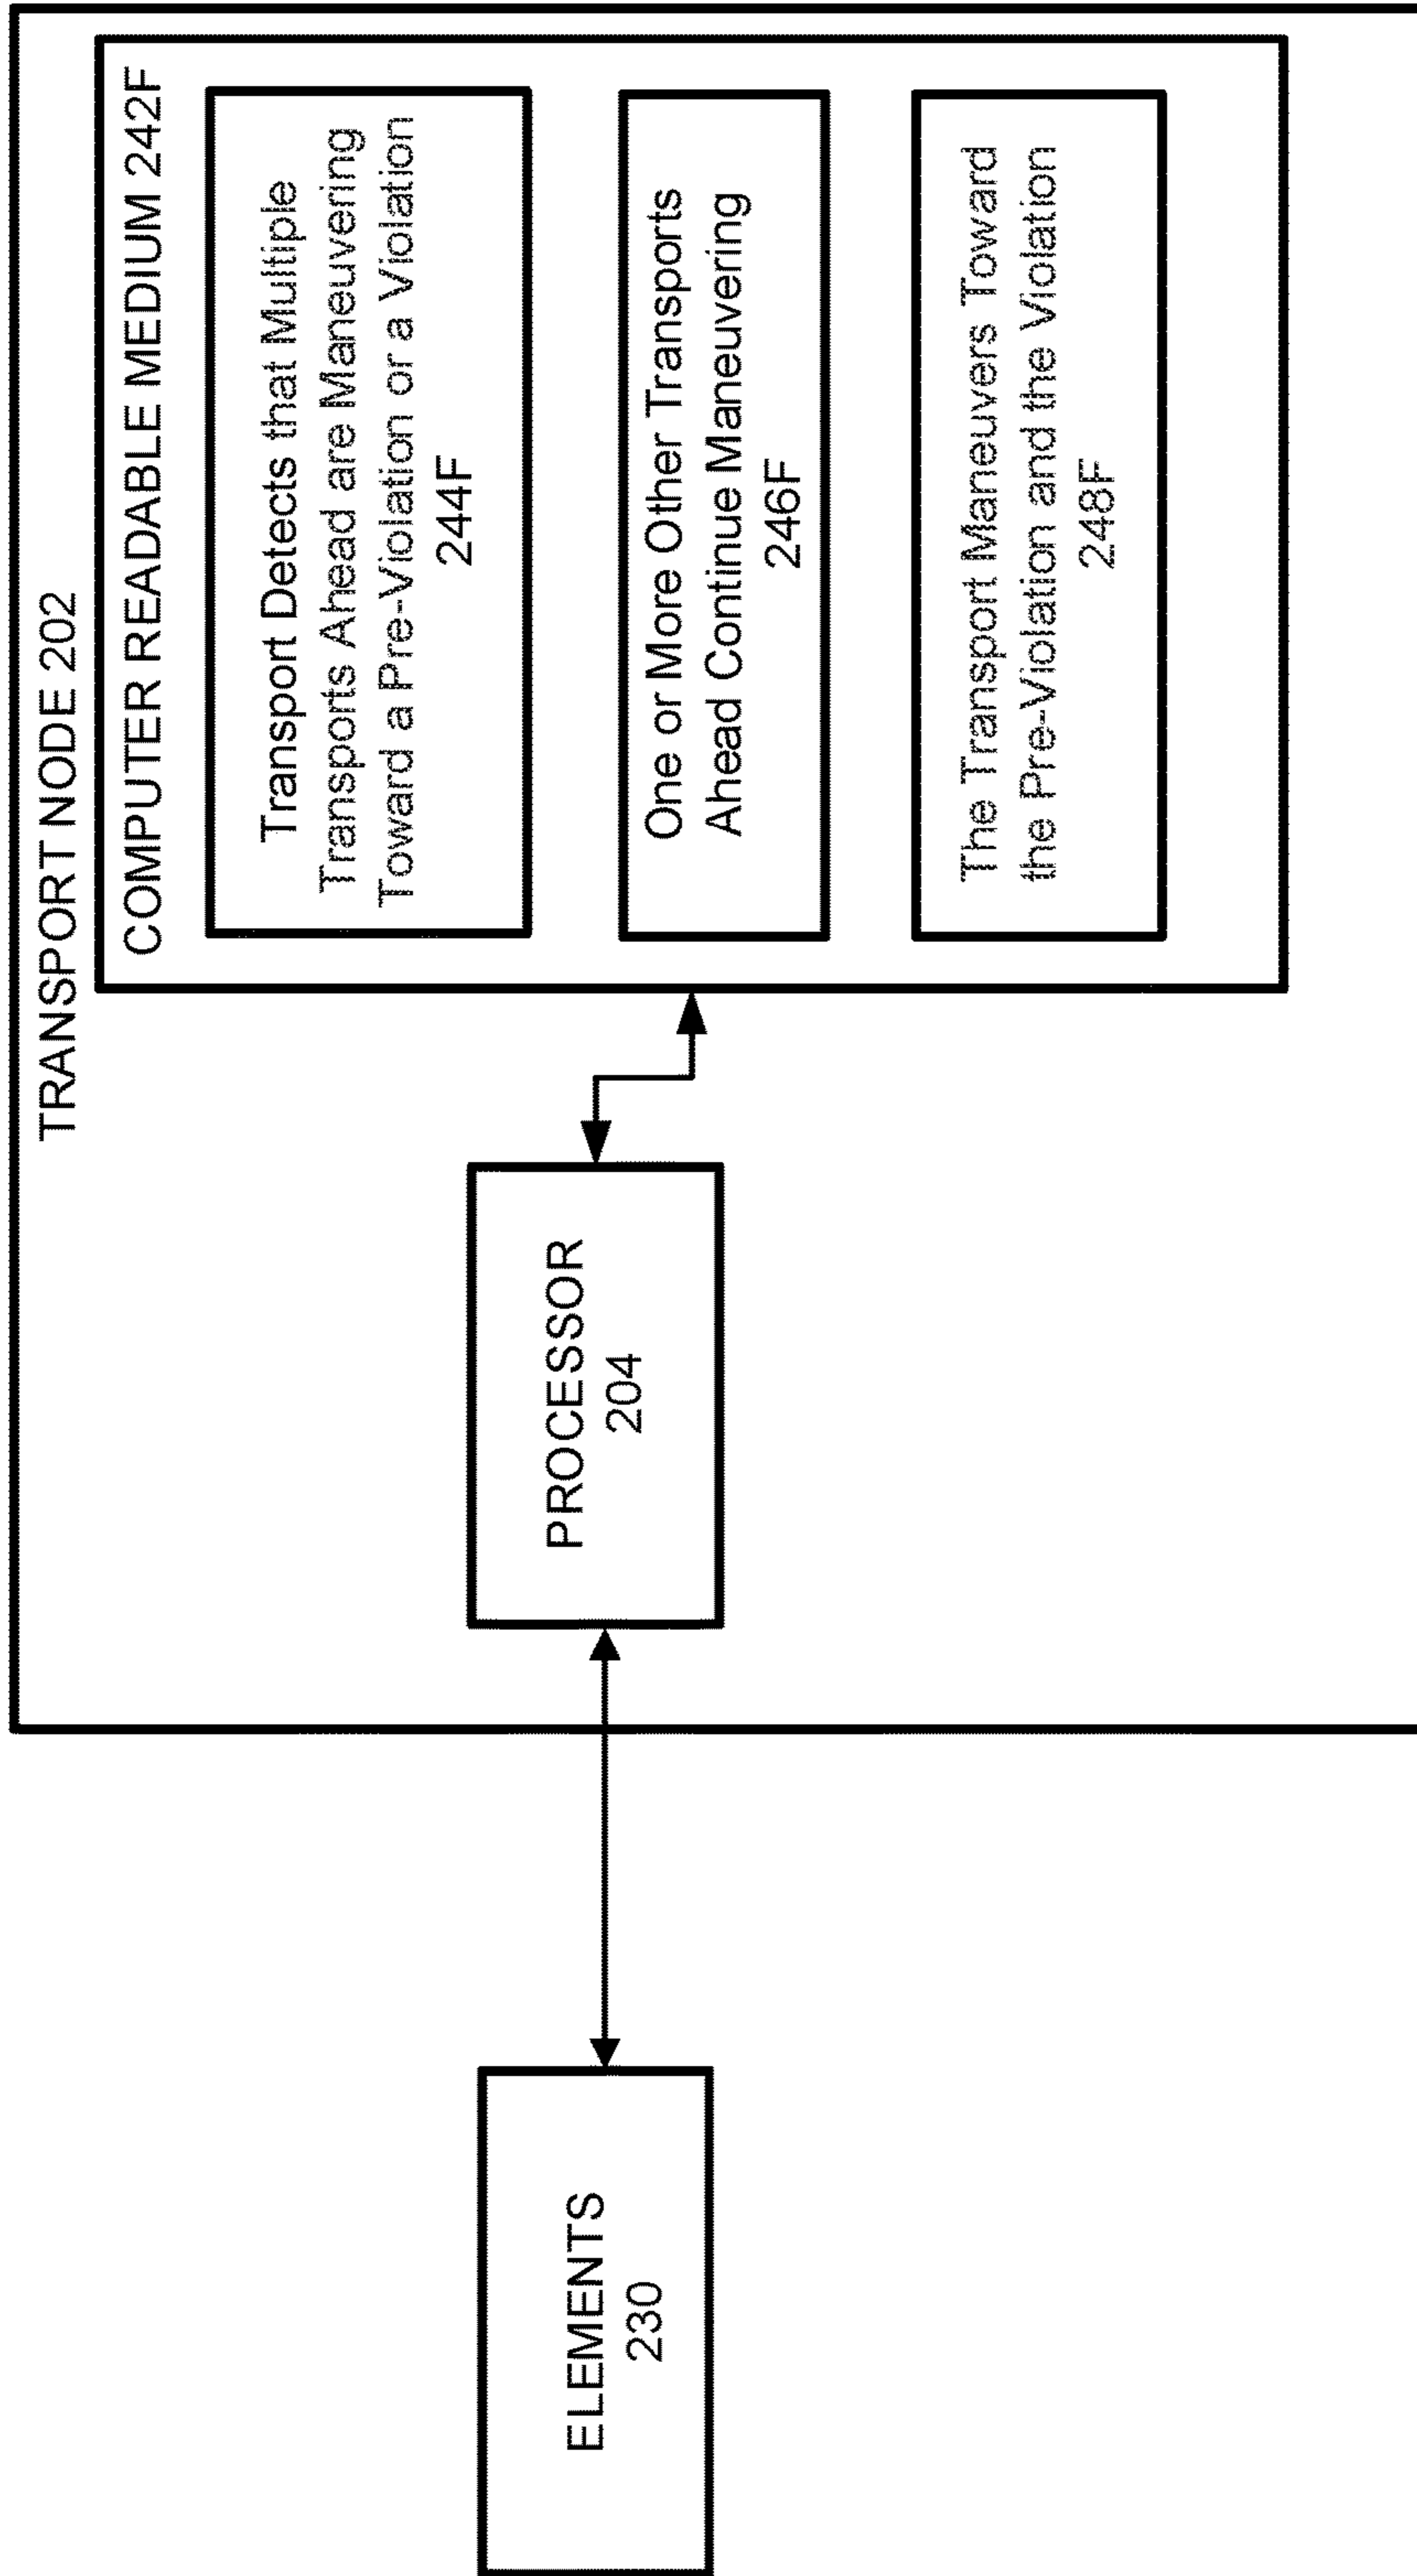 TRANSPORT NODE 202
COMPUTER READABLE MEDIUM 242F
Transport Detects that Multiple
Transports Ahead are Maneuvering
Toward a Pre-Violation or a Violation
244F
One or More Other Transports
Ahead Continue Maneuvering
246F
The Transport Maneuvers Toward
the Pre-Violation and the Violation
248F
PROCESSOR
204
ELEMENTS
230